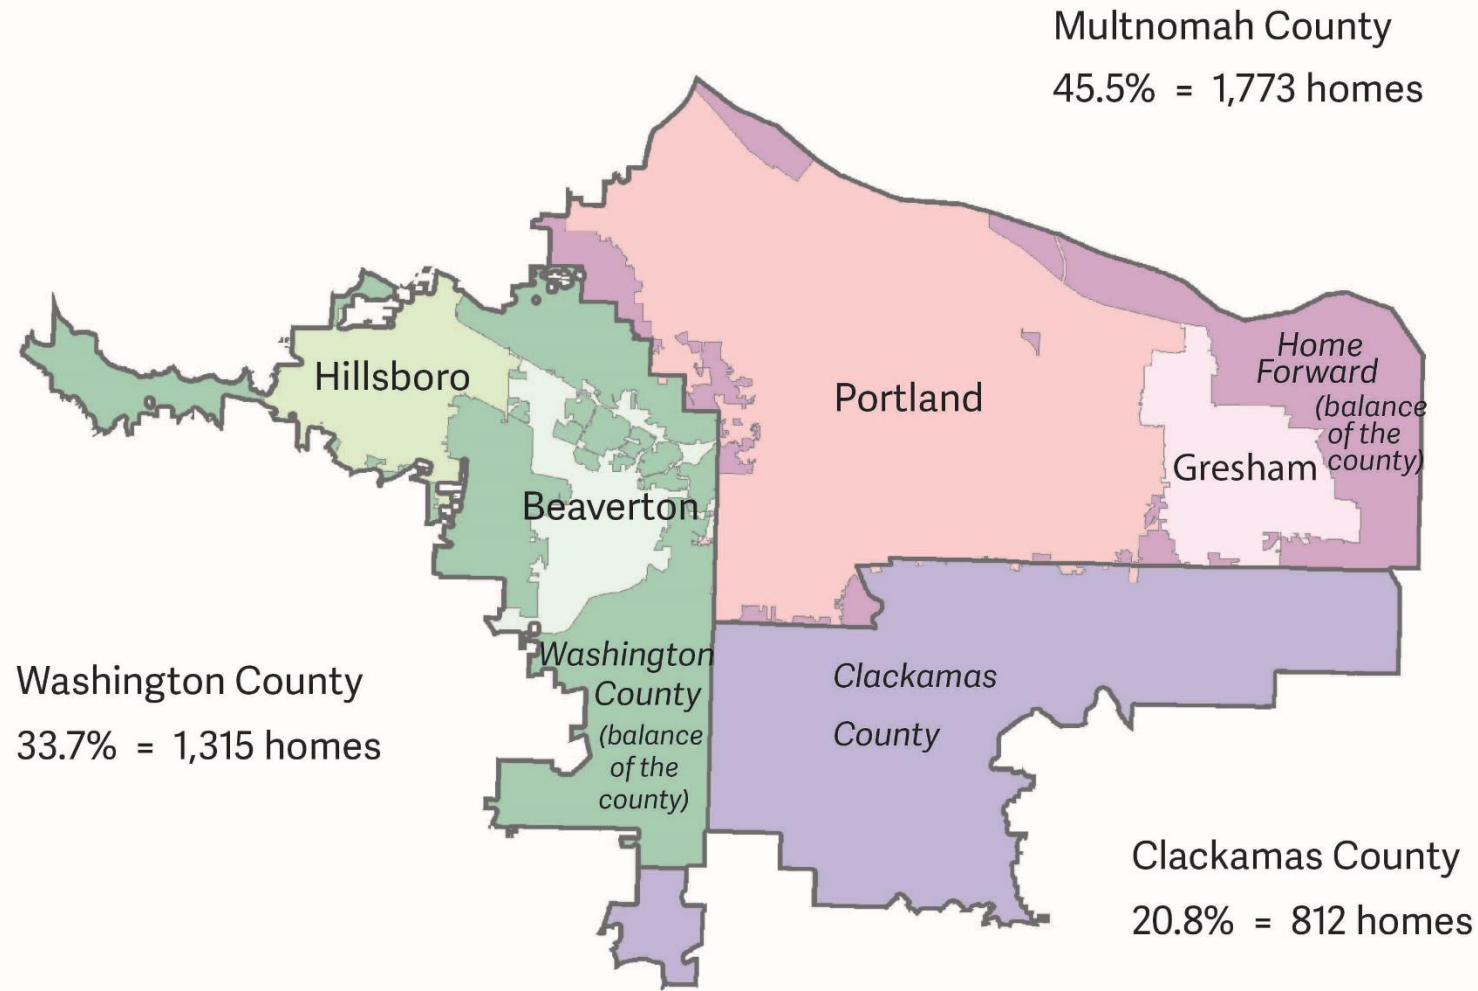 Multnomah County
45.5% = 1,773 homes
Hillsboro
Portland
Home
Forward
(balance
of the
county)
Gresham
Beaverton
Washington
County
(balance
of the
county)
Clackamas
County
Washington County
33.7% = 1,315 homes
Clackamas County
20.8% = 812 homes